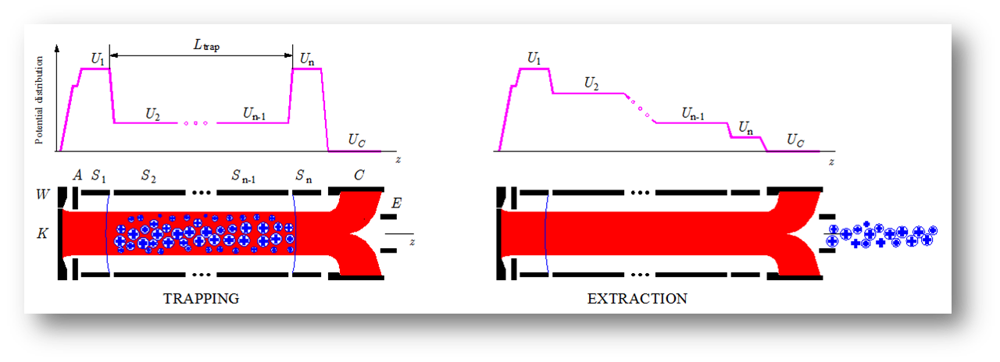 Potential distribution
U1
Ltrap
Un
U2
Un-1
UC
z
A S1 S2 Sn-1 Sn C
W
E
K
z
TRAPPING
U1
U2
Un-1
Un
UC
z
EXTRACTION